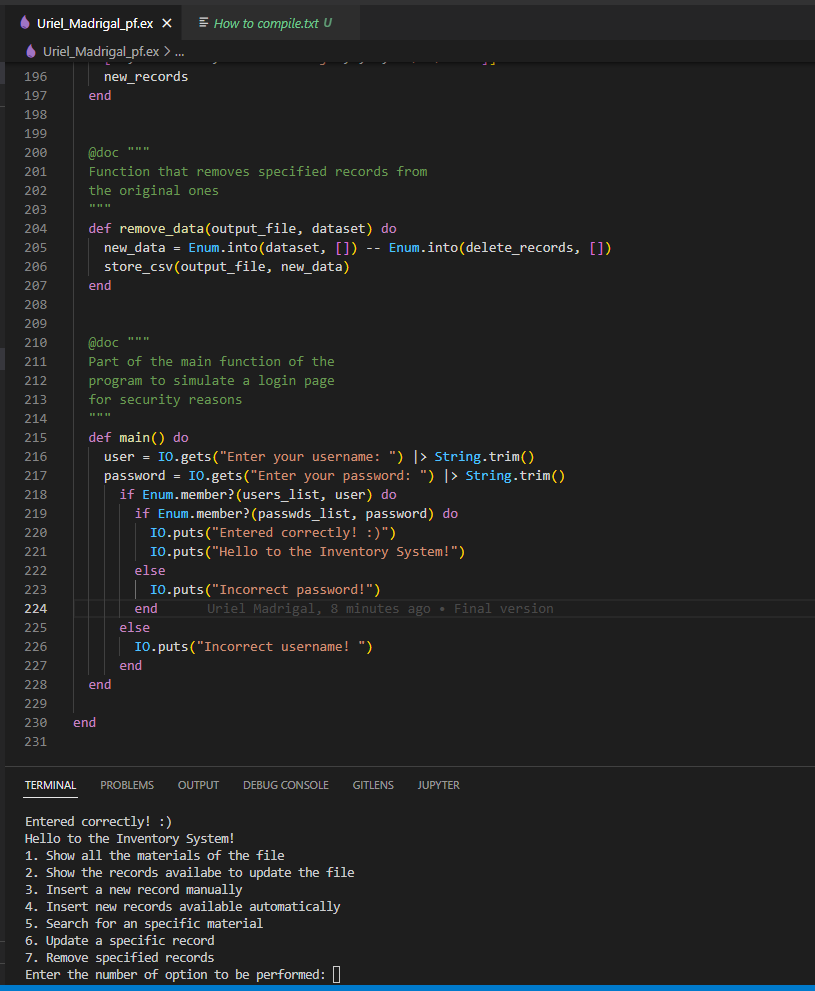 Uriel_Madrigal_pf.ex × How to compile.txt U
Uriel_Madrigal_pf.ex > ...
196 new_records
197 end
198
199
200 @doc """
201 Function that removes specified records from
202 the original ones
203 """
204 def remove_data(output_file, dataset) do
205 new_data = Enum.into(dataset, []) -- Enum.into(delete_records, [])
206 store_csv(output_file, new_data)
207 end
208
209
210 @doc """
211 Part of the main function of the
212 program to simulate a login page
213 for security reasons
214 """
215 def main() do
216 user = IO.gets("Enter your username: ") |> String.trim()
217 password = IO.gets("Enter your password: ") |> String.trim()
218 if Enum.member?(users_list, user) do
219 if Enum.member?(passwds_list, password) do
220 IO.puts("Entered correctly! :)")
221 IO.puts("Hello to the Inventory System!")
222 else
223 IO.puts("Incorrect password!")
224 end Uriel Madrigal, 8 minutes ago • Final version
225 else
226 IO.puts("Incorrect username! ")
227 end
228 end
229
230 end
231
TERMINAL PROBLEMS OUTPUT DEBUG CONSOLE GITLENS JUPYTER
Entered correctly! :)
Hello to the Inventory System!
1. Show all the materials of the file
2. Show the records availabe to update the file
3. Insert a new record manually
4. Insert new records available automatically
5. Search for an specific material
6. Update a specific record
7. Remove specified records
Enter the number of option to be performed: